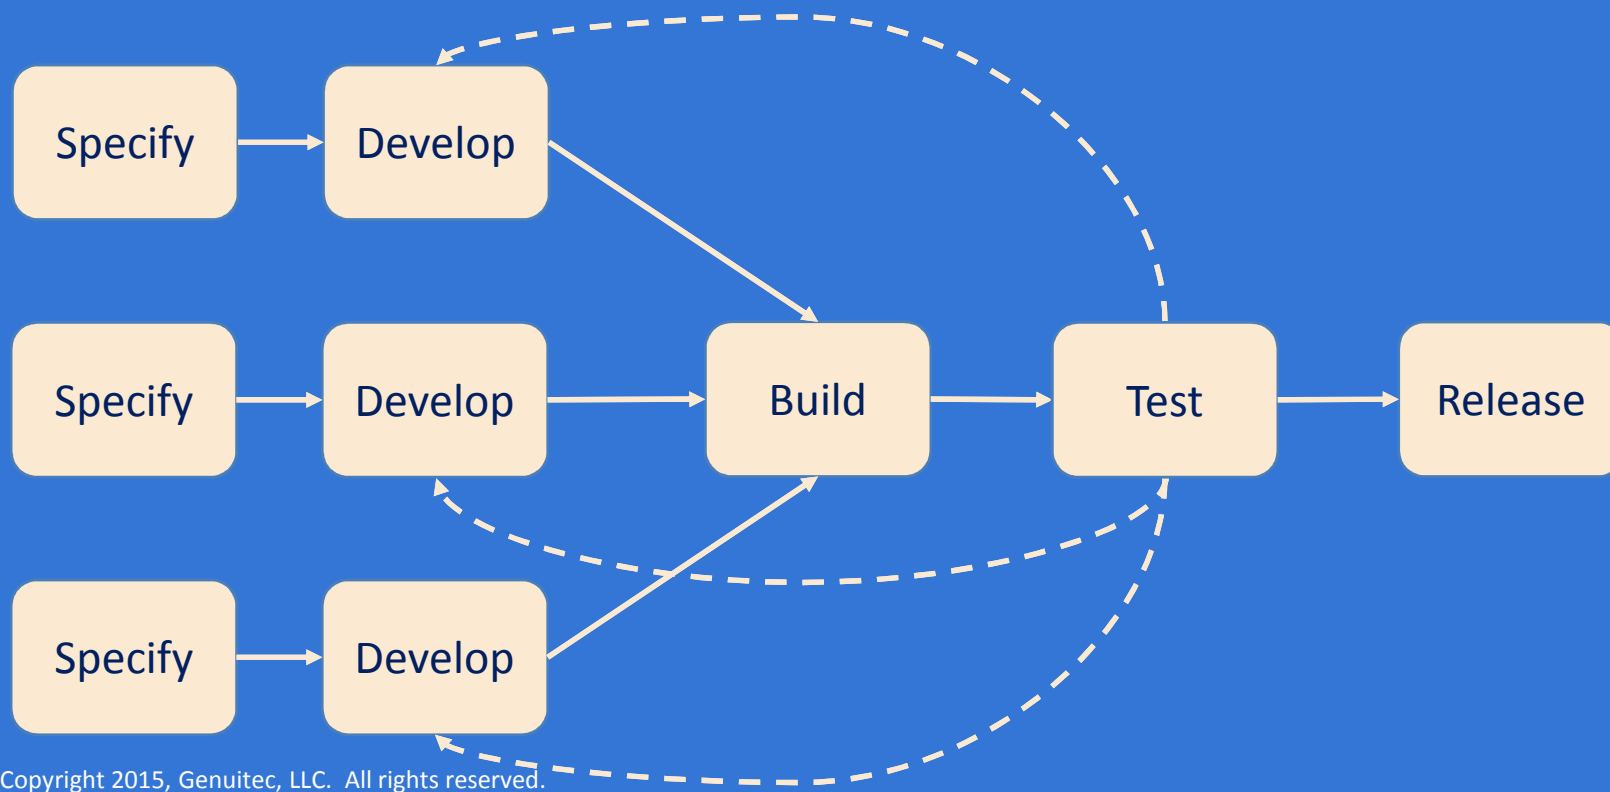 Specify
Develop
Specify
Develop
Build
Test
Release
Specify
Develop
Copyright 2015, Genuitec, LLC.  All rights reserved.